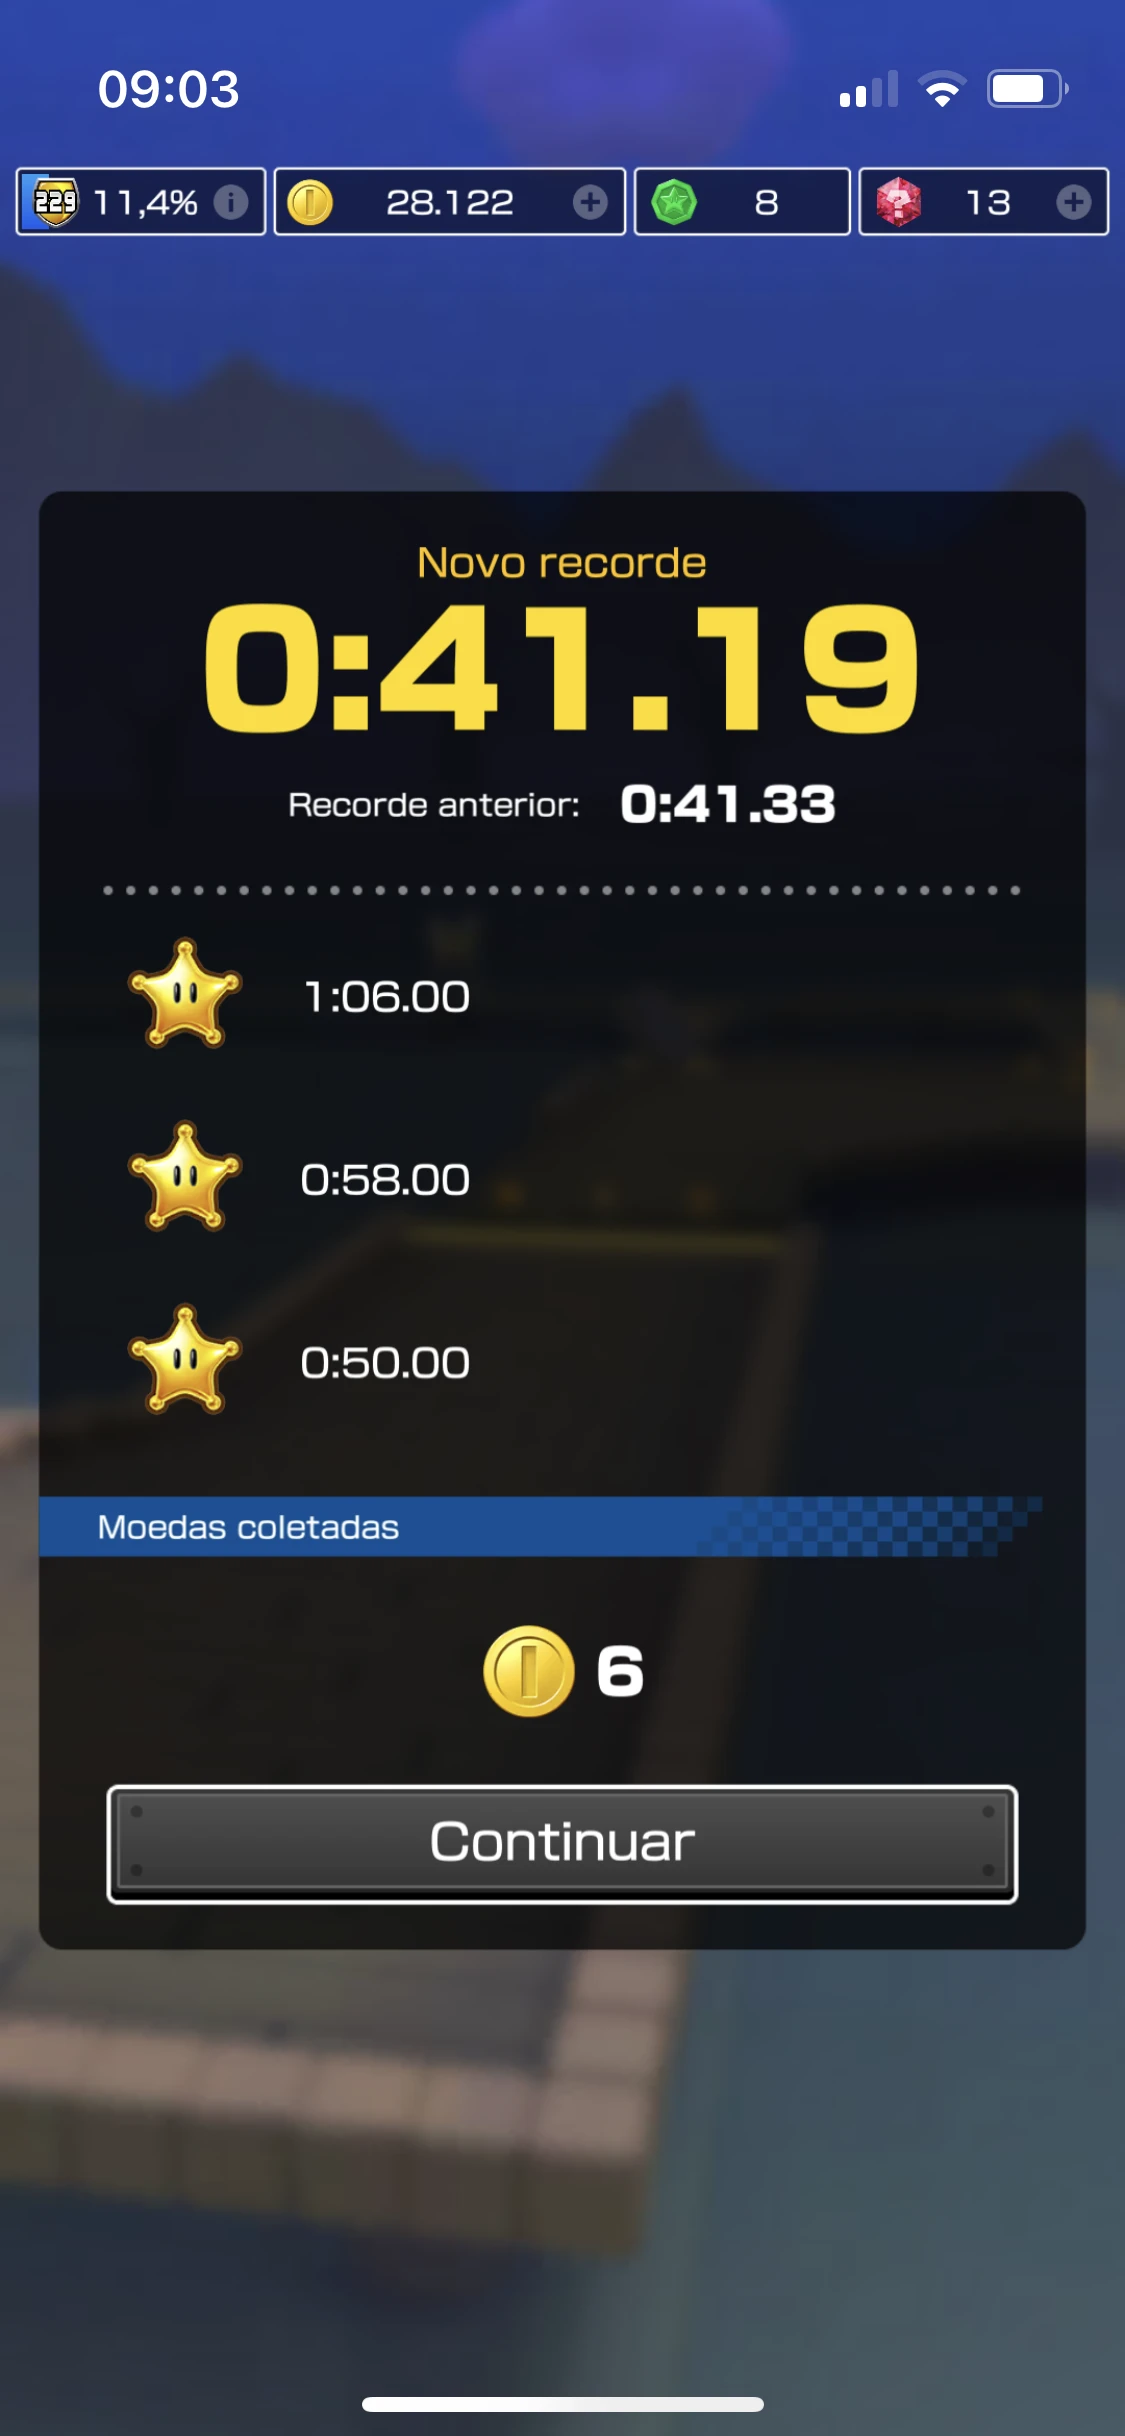 09:03
229 11,4% 28.122 8 13
Novo recorde
0:41.19
Recorde anterior: 0:41.33
1:06.00
0:58.00
0:50.00
Moedas coletadas
6
Continuar